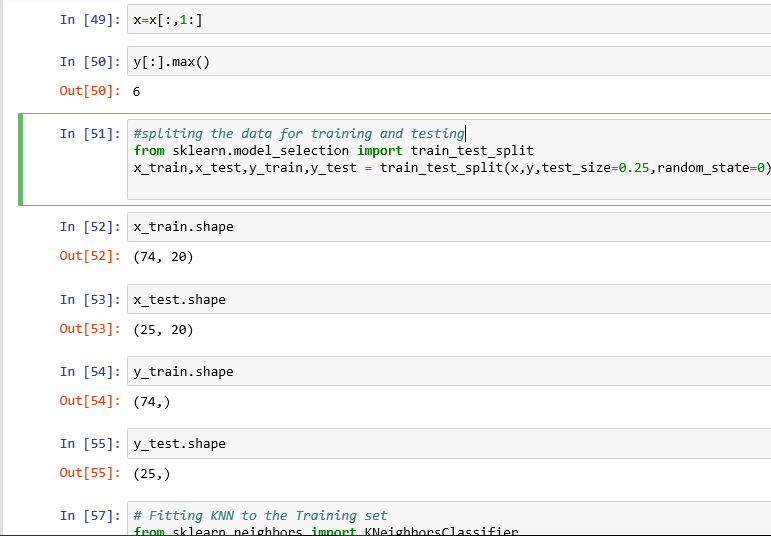 In [49]: x=x[:,1:]
In [50]: y[:].max()
Out[50]: 6
In [51]: #spliting the data for training and testing
from sklearn.model_selection import train_test_split
x_train,x_test,y_train,y_test = train_test_split(x,y,test_size=0.25,random_state=0)
In [52]: x_train.shape
Out[52]: (74, 20)
In [53]: x_test.shape
Out[53]: (25, 20)
In [54]: y_train.shape
Out[54]: (74,)
In [55]: y_test.shape
Out[55]: (25,)
In [57]: # Fitting KNN to the Training set
from sklearn.neighbors import KNeighborsClassifier